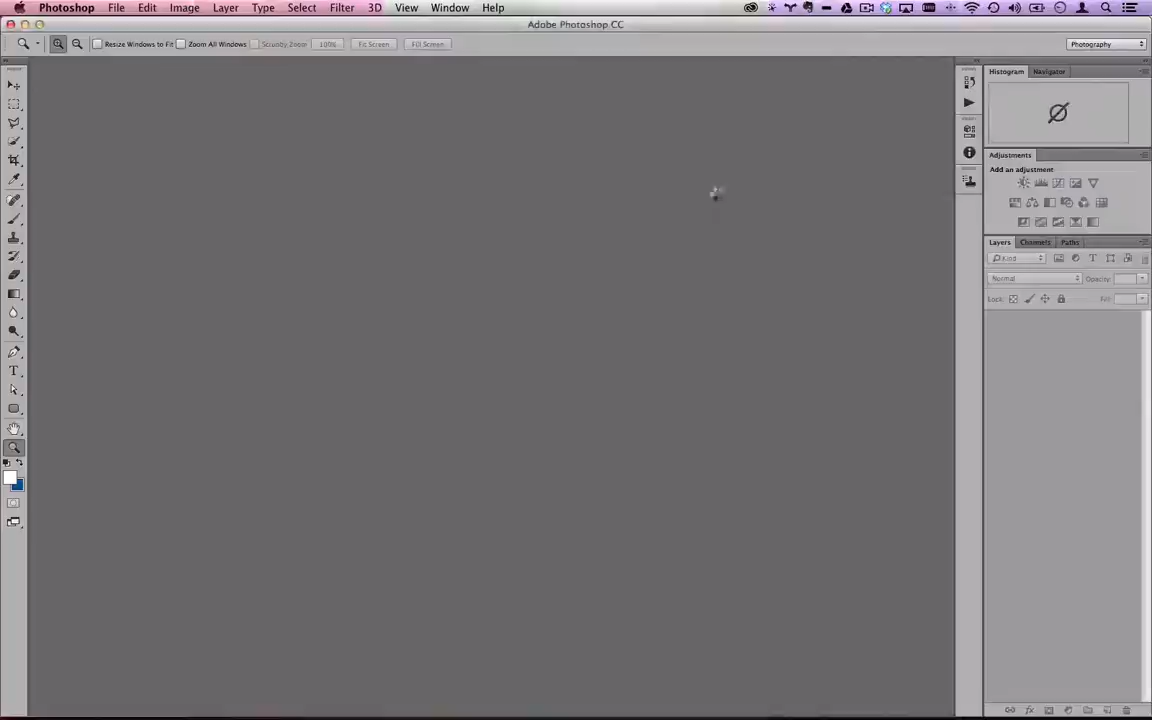 Photoshop File Edit Image Layer Type Select Filter 3D View Window Help
Adobe Photoshop CC
Resize Windows to Fit Zoom All Windows Scrubby Zoom 100% Fit Screen Fill Screen Photography
Histogram Navigator
Adjustments
Add an adjustment
Layers Channels Paths
Kind
Normal Opacity:
Lock: Fill:
T